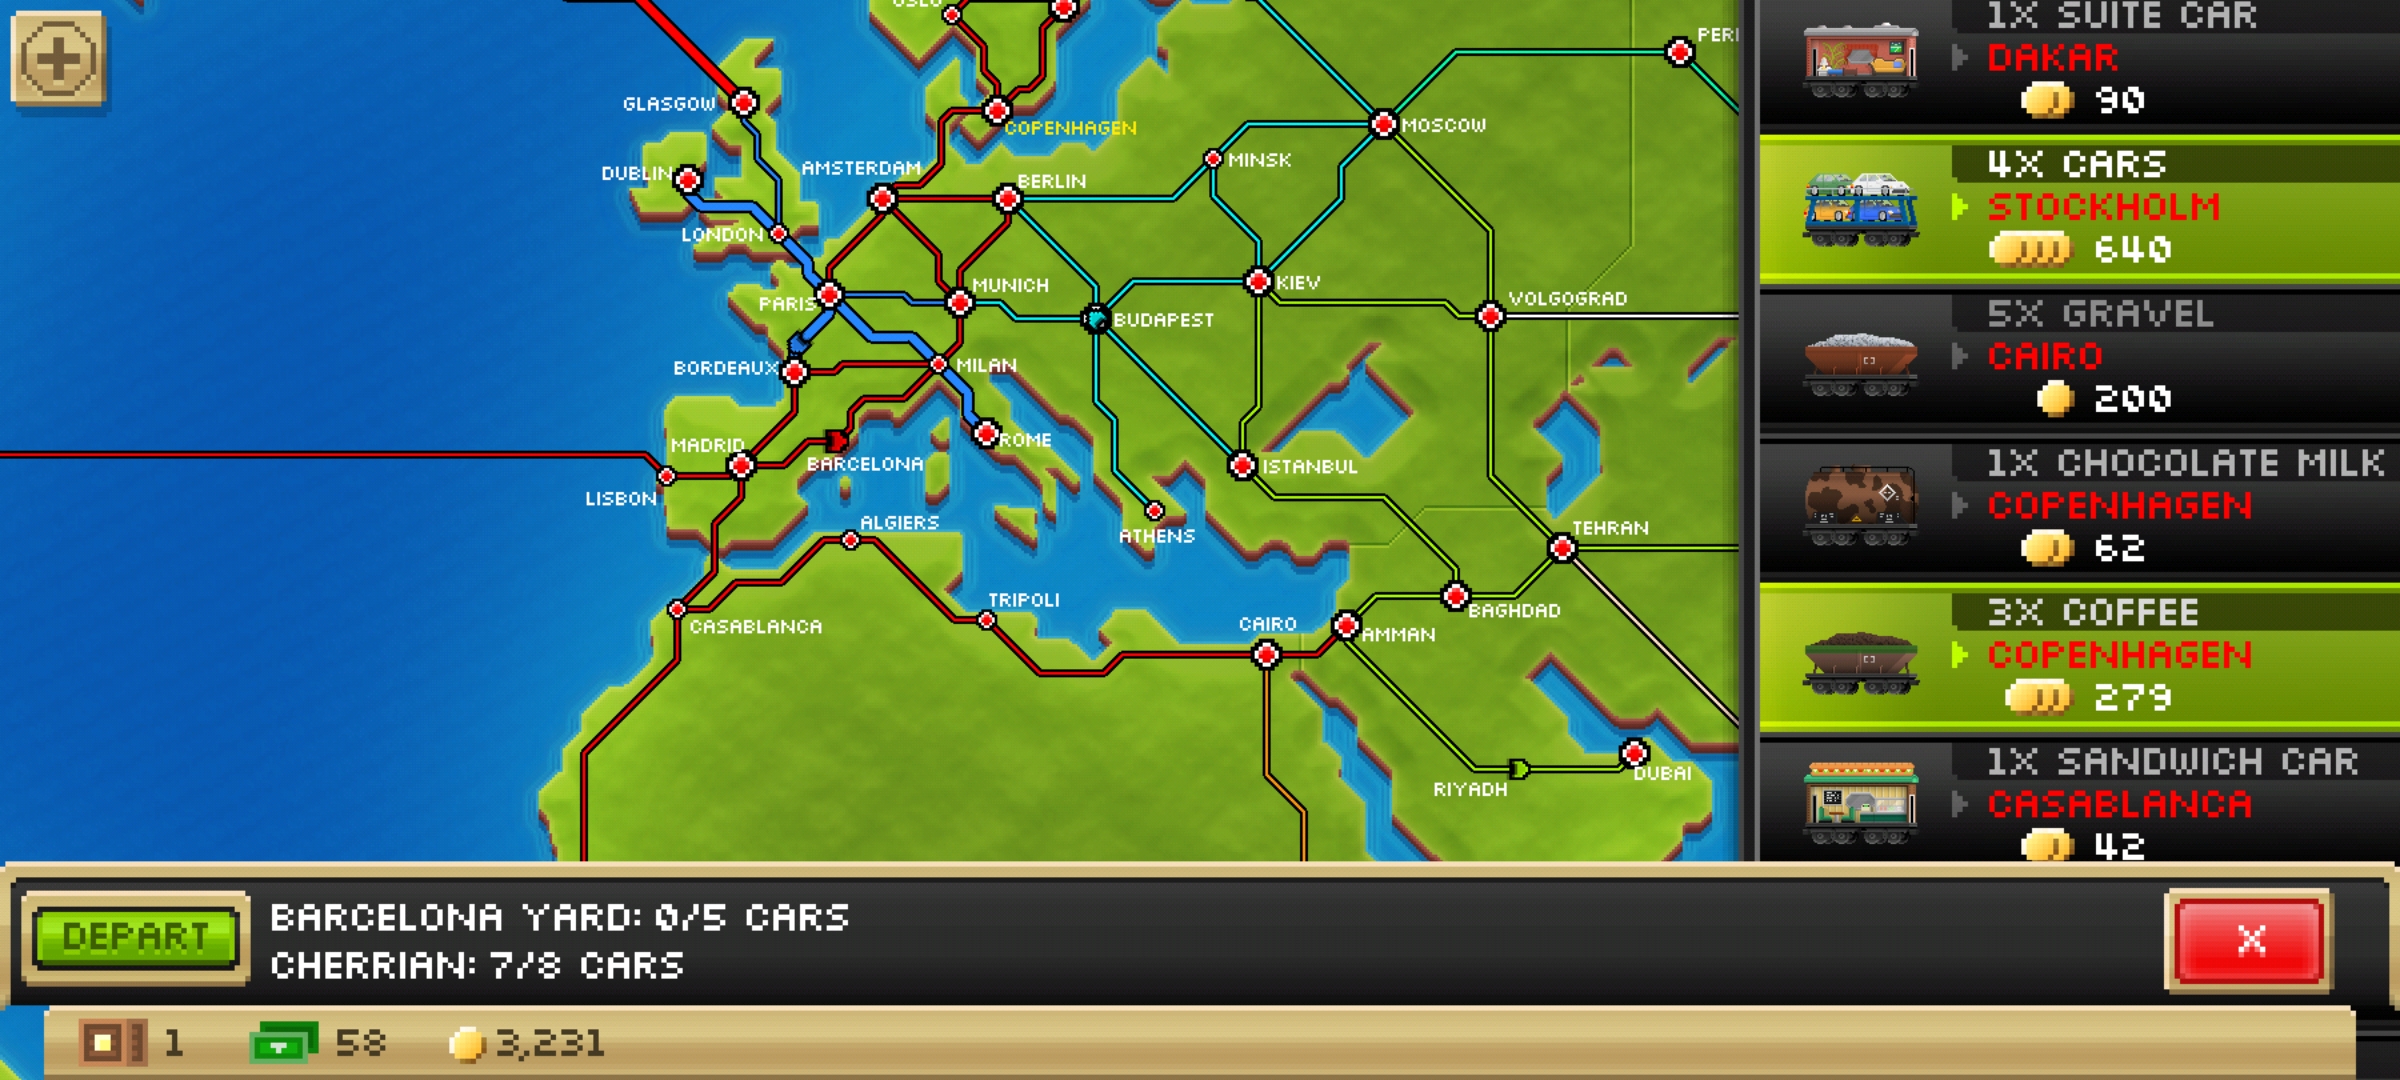 OSLO
GLASGOW
DUBLIN
LONDON
AMSTERDAM
COPENHAGEN
BERLIN
MINSK
MOSCOW
PARIS
MUNICH
BUDAPEST
KIEV
VOLGOGRAD
BORDEAUX
MILAN
MADRID
BARCELONA
ROME
ISTANBUL
LISBON
ALGIERS
ATHENS
TEHRAN
CASABLANCA
TRIPOLI
CAIRO
AMMAN
BAGHDAD
RIYADH
DUBAI
1X SUITE CAR
DAKAR
90
4X CARS
STOCKHOLM
640
5X GRAVEL
CAIRO
200
1X CHOCOLATE MILK
COPENHAGEN
62
3X COFFEE
COPENHAGEN
279
1X SANDWICH CAR
CASABLANCA
42
DEPART
BARCELONA YARD: 0/5 CARS
CHERRIAN: 7/8 CARS
X
1
58
3,231